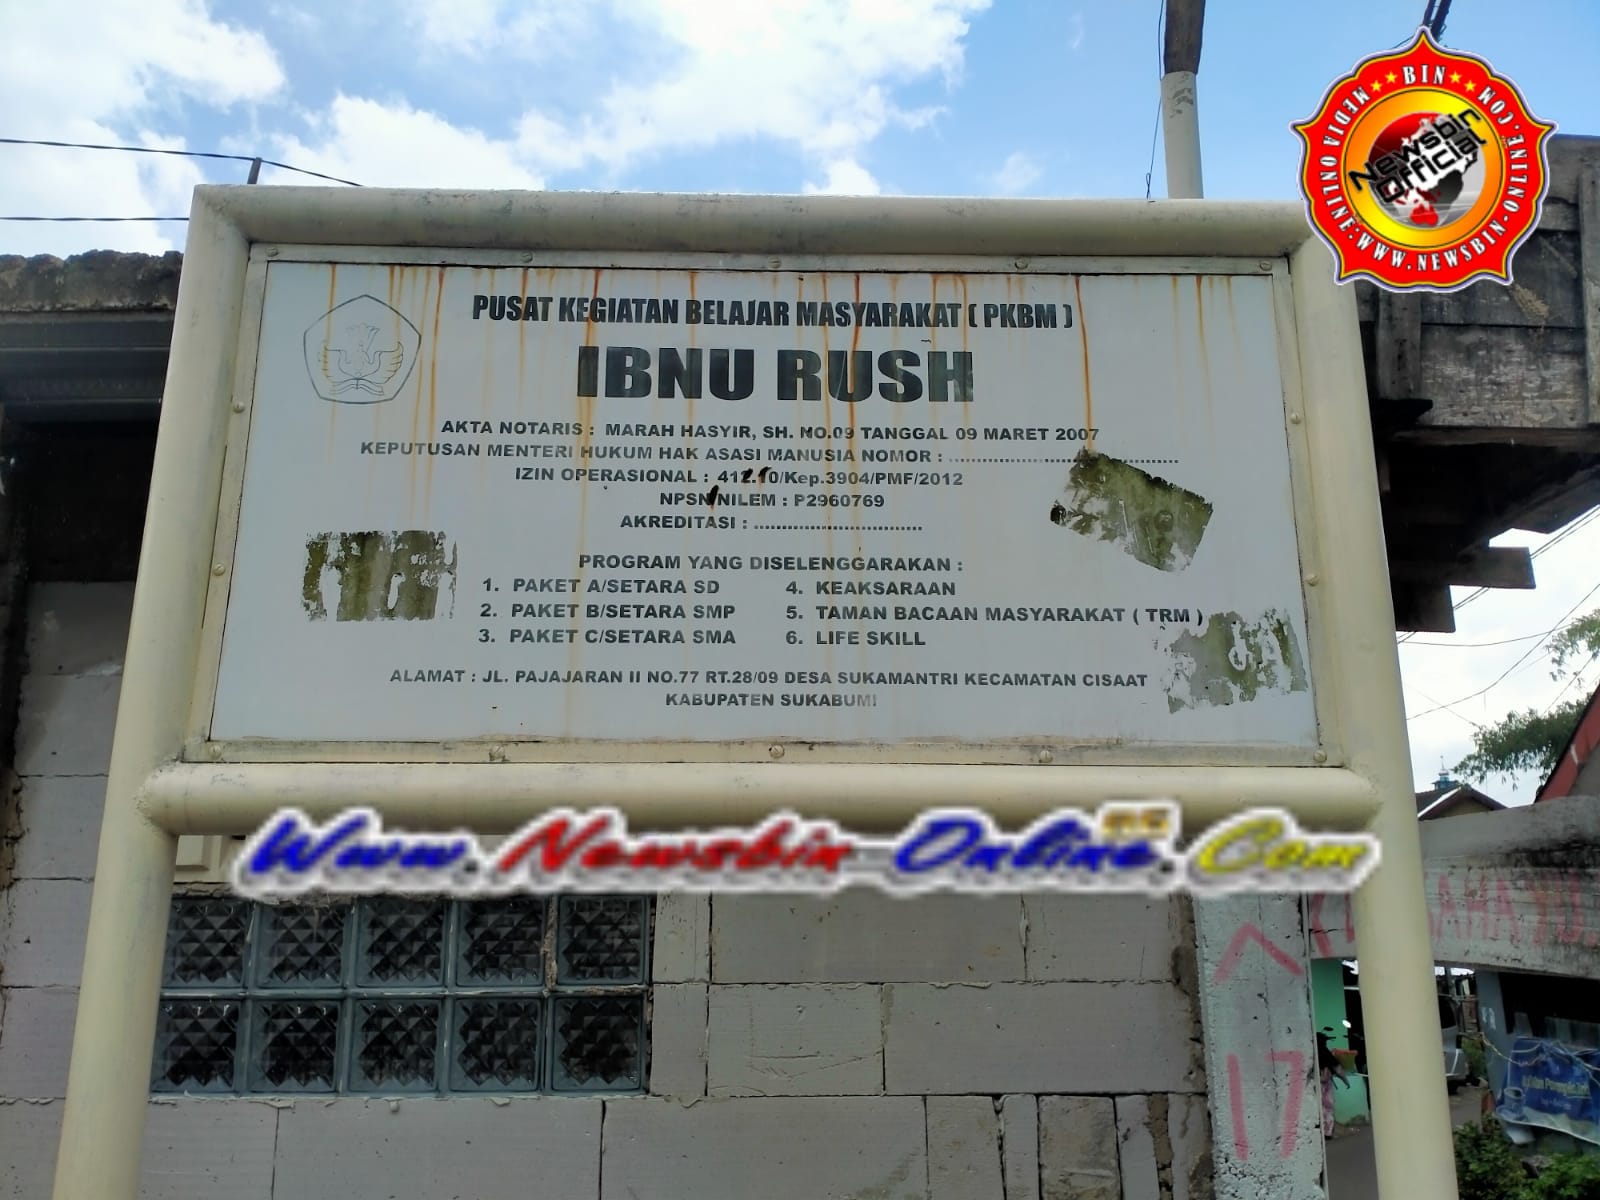 BIN
MEDIA ONLINE:WWW.NEWSBIN-ONLINE.COM
Newsbin
Official
PUSAT KEGIATAN BELAJAR MASYARAKAT ( PKBM )
IBNU RUSH
AKTA NOTARIS : MARAH HASYIR, SH. NO.09 TANGGAL 09 MARET 2007
KEPUTUSAN MENTERI HUKUM HAK ASASI MANUSIA NOMOR : ........................................
IZIN OPERASIONAL : 412.10/Kep.3904/PMF/2012
NPSN/NILEM : P2960769
AKREDITASI : ..............................
PROGRAM YANG DISELENGGARAKAN :
1. PAKET A/SETARA SD
2. PAKET B/SETARA SMP
3. PAKET C/SETARA SMA
4. KEAKSARAAN
5. TAMAN BACAAN MASYARAKAT ( TRM )
6. LIFE SKILL
ALAMAT : JL. PAJAJARAN II NO.77 RT.28/09 DESA SUKAMANTRI KECAMATAN CISAAT
KABUPATEN SUKABUMI
Www.Newsbin-Online.Com
17